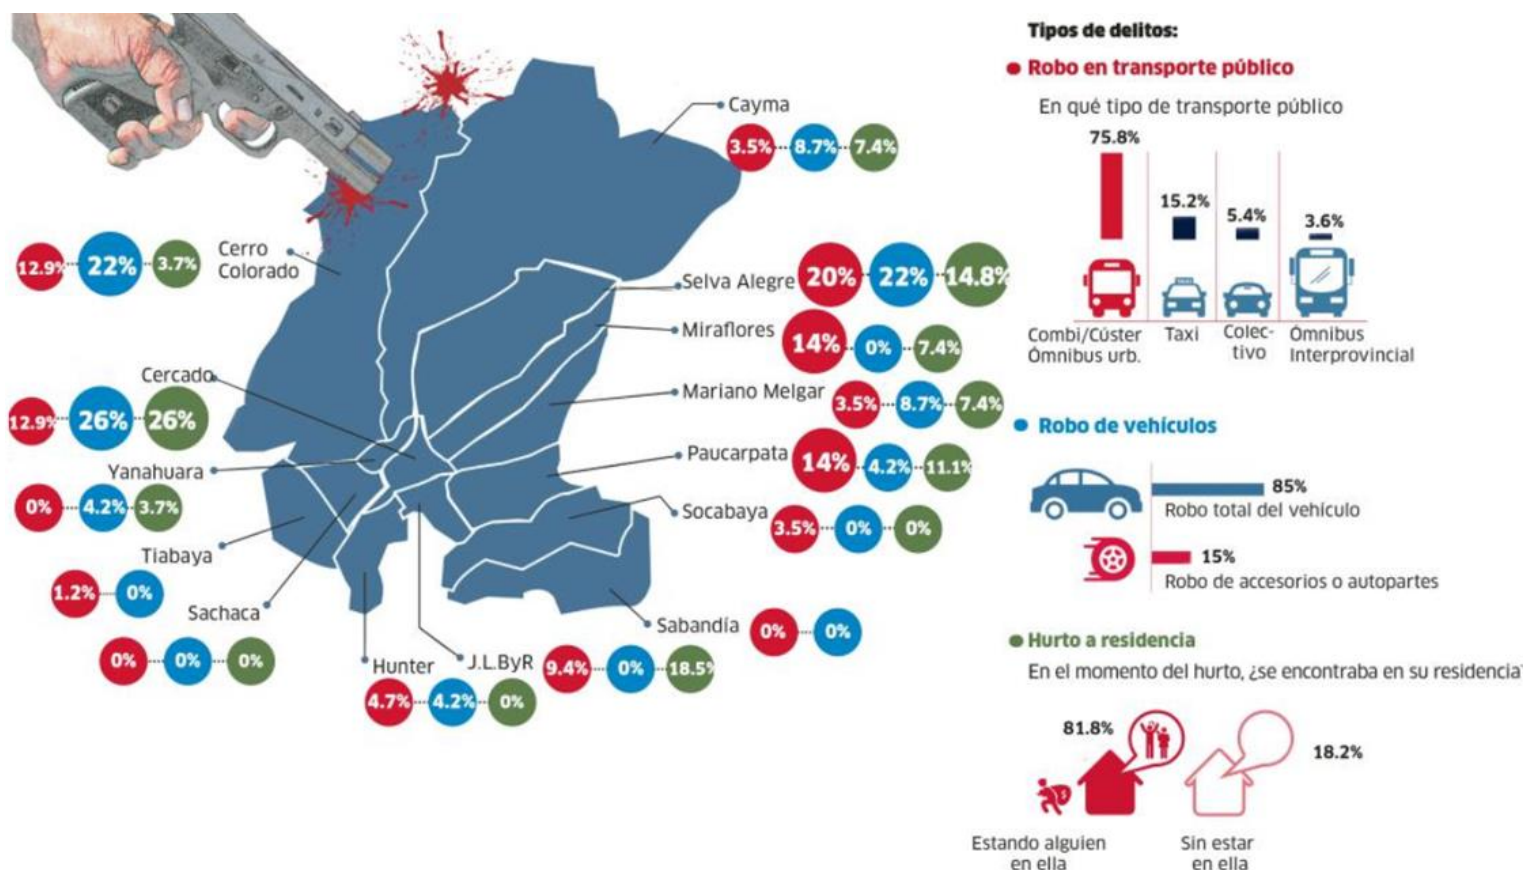 Cayma
3.5% 8.7% 7.4%
Cerro
Colorado
12.9% 22% 3.7%
Selva Alegre
20% 22% 14.8%
Miraflores
14% 0% 7.4%
Cercado
12.9% 26% 26%
Mariano Melgar
3.5% 8.7% 7.4%
Yanahuara
0% 4.2% 3.7%
Paucarpata
14% 4.2% 11.1%
Socabaya
3.5% 0% 0%
Tiabaya
1.2% 0%
Sachaca
0% 0% 0%
Hunter
4.7% 4.2% 0%
J.L.ByR
9.4% 0% 18.5%
Sabandía
0% 0%
Tipos de delitos:
Robo en transporte público
En qué tipo de transporte público
75.8%
15.2%
5.4%
3.6%
TAXI
Combi/Cúster
Ómnibus urb.
Taxi
Colec-
tivo
Ómnibus
Interprovincial
Robo de vehículos
85%
Robo total del vehículo
15%
Robo de accesorios o autopartes
Hurto a residencia
En el momento del hurto, ¿se encontraba en su residencia?
81.8%
$
18.2%
Estando alguien
en ella
Sin estar
en ella